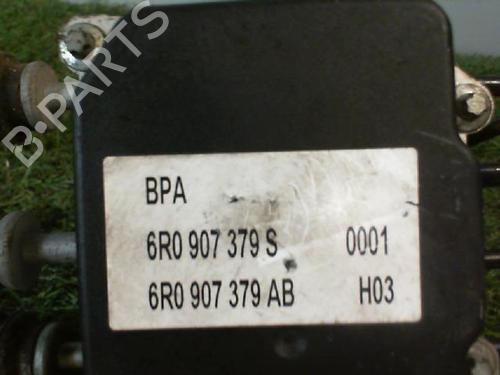 B-PARTS
BPA
6R0 907 379 S 0001
6R0 907 379 AB H03